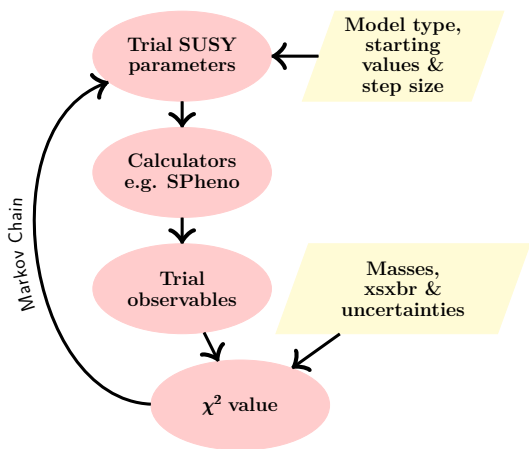 Trial SUSY
parameters
Model type,
starting
values &
step size
Calculators
e.g. SPheno
Markov Chain
Trial
observables
Masses,
xsxbr &
uncertainties
χ² value